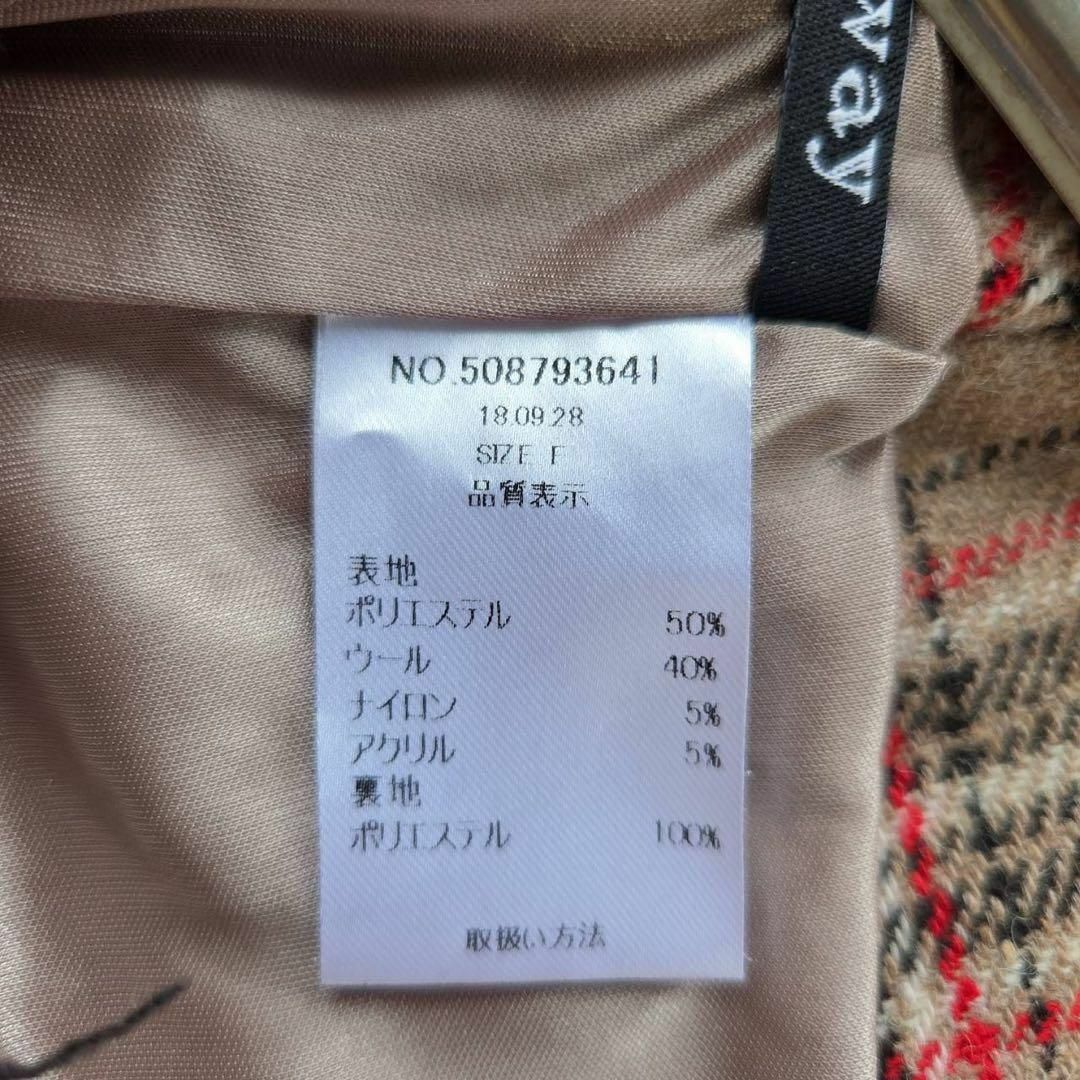 way
NO.508793641
18.09.28
SIZE F
品質表示
表地
ポリエステル 50%
ウール 40%
ナイロン 5%
アクリル 5%
裏地
ポリエステル 100%
取扱い方法